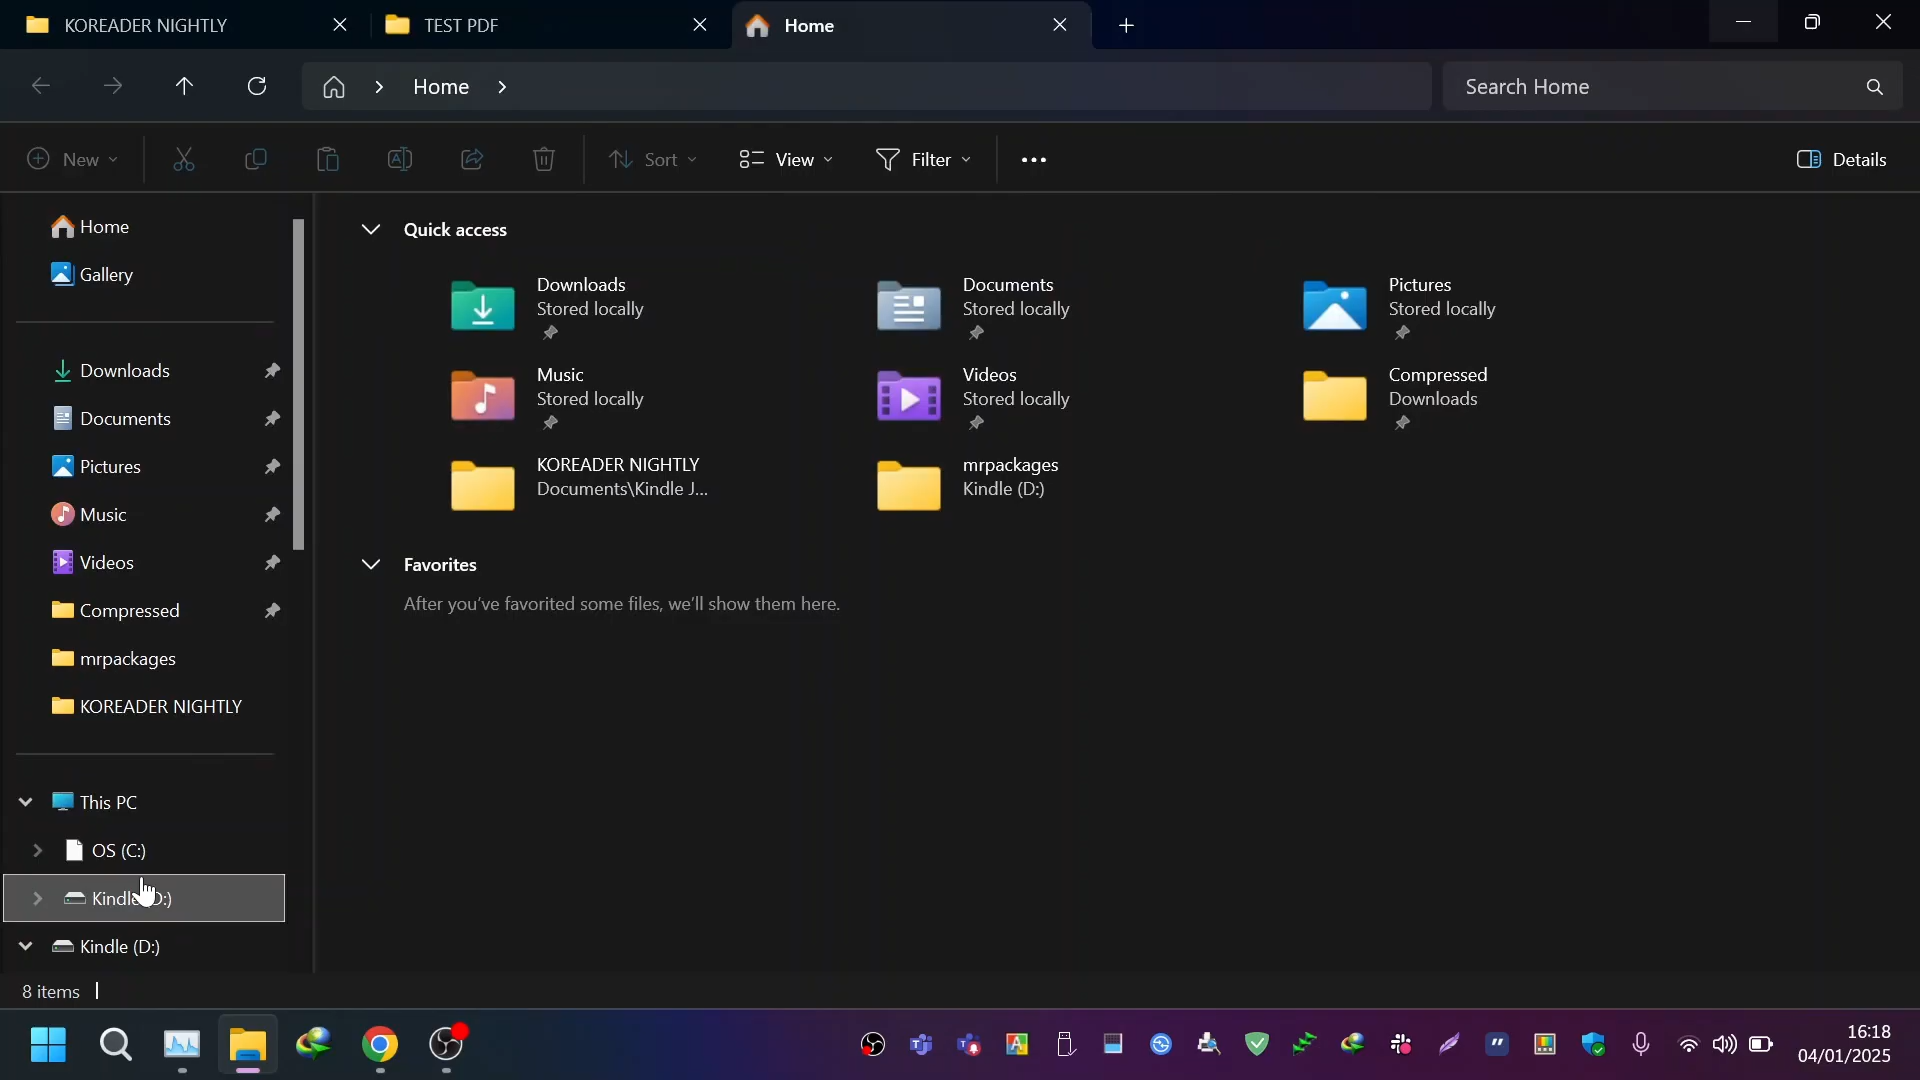 KOREADER NIGHTLY
TEST PDF
Home
Home
Search Home
New
Sort
View
Filter
Details
Home
Gallery
Downloads
Documents
Pictures
Music
Videos
Compressed
mrpackages
KOREADER NIGHTLY
This PC
OS (C:)
Kindle D:)
Kindle (D:)
Quick access
Downloads
Stored locally
Documents
Stored locally
Pictures
Stored locally
Music
Stored locally
Videos
Stored locally
Compressed
Downloads
KOREADER NIGHTLY
Documents\Kindle J...
mrpackages
Kindle (D:)
Favorites
After you've favorited some files, we'll show them here.
8 items
16:18
04/01/2025